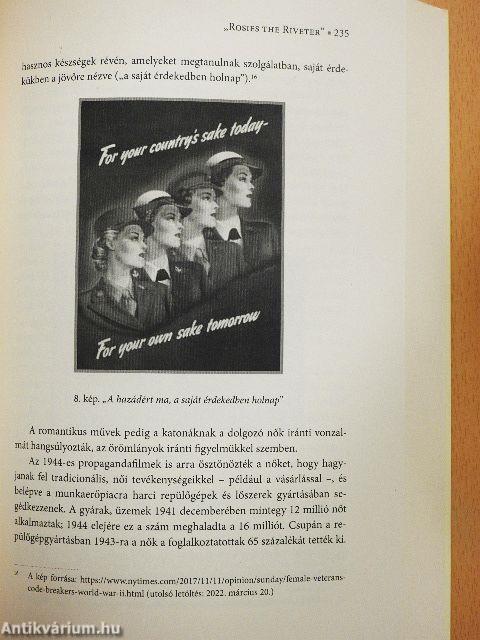 „Rosies the Riveter” • 235
hasznos készségek révén, amelyeket megtanulnak szolgálatban, saját érde-
kükben a jövőre nézve („a saját érdekedben holnap”).¹⁶
For your country's sake today-
For your own sake tomorrow
8. kép. „A hazádért ma, a saját érdekedben holnap”
A romantikus művek pedig a katonáknak a dolgozó nők iránti vonzal-
mát hangsúlyozták, az örömlányok iránti figyelmükkel szemben.
Az 1944-es propagandafilmek is arra ösztönözték a nőket, hogy hagy-
janak fel tradicionális, női tevékenységeikkel – például a vásárlással –, és
belépve a munkaerőpiacra harci repülőgépek és lőszerek gyártásában se-
gédkezzenek. A gyárak, üzemek 1941 decemberében mintegy 12 millió nőt
alkalmaztak; 1944 elejére ez a szám meghaladta a 16 milliót. Csupán a re-
pülőgépgyártásban 1943-ra a nők a foglalkoztatottak 65 százalékát tették ki.
¹⁶ A kép forrása: https://www.nytimes.com/2017/11/11/opinion/sunday/female-veterans-
code-breakers-world-war-ii.html (utolsó letöltés: 2022. március 20.)
Antikvárium.hu